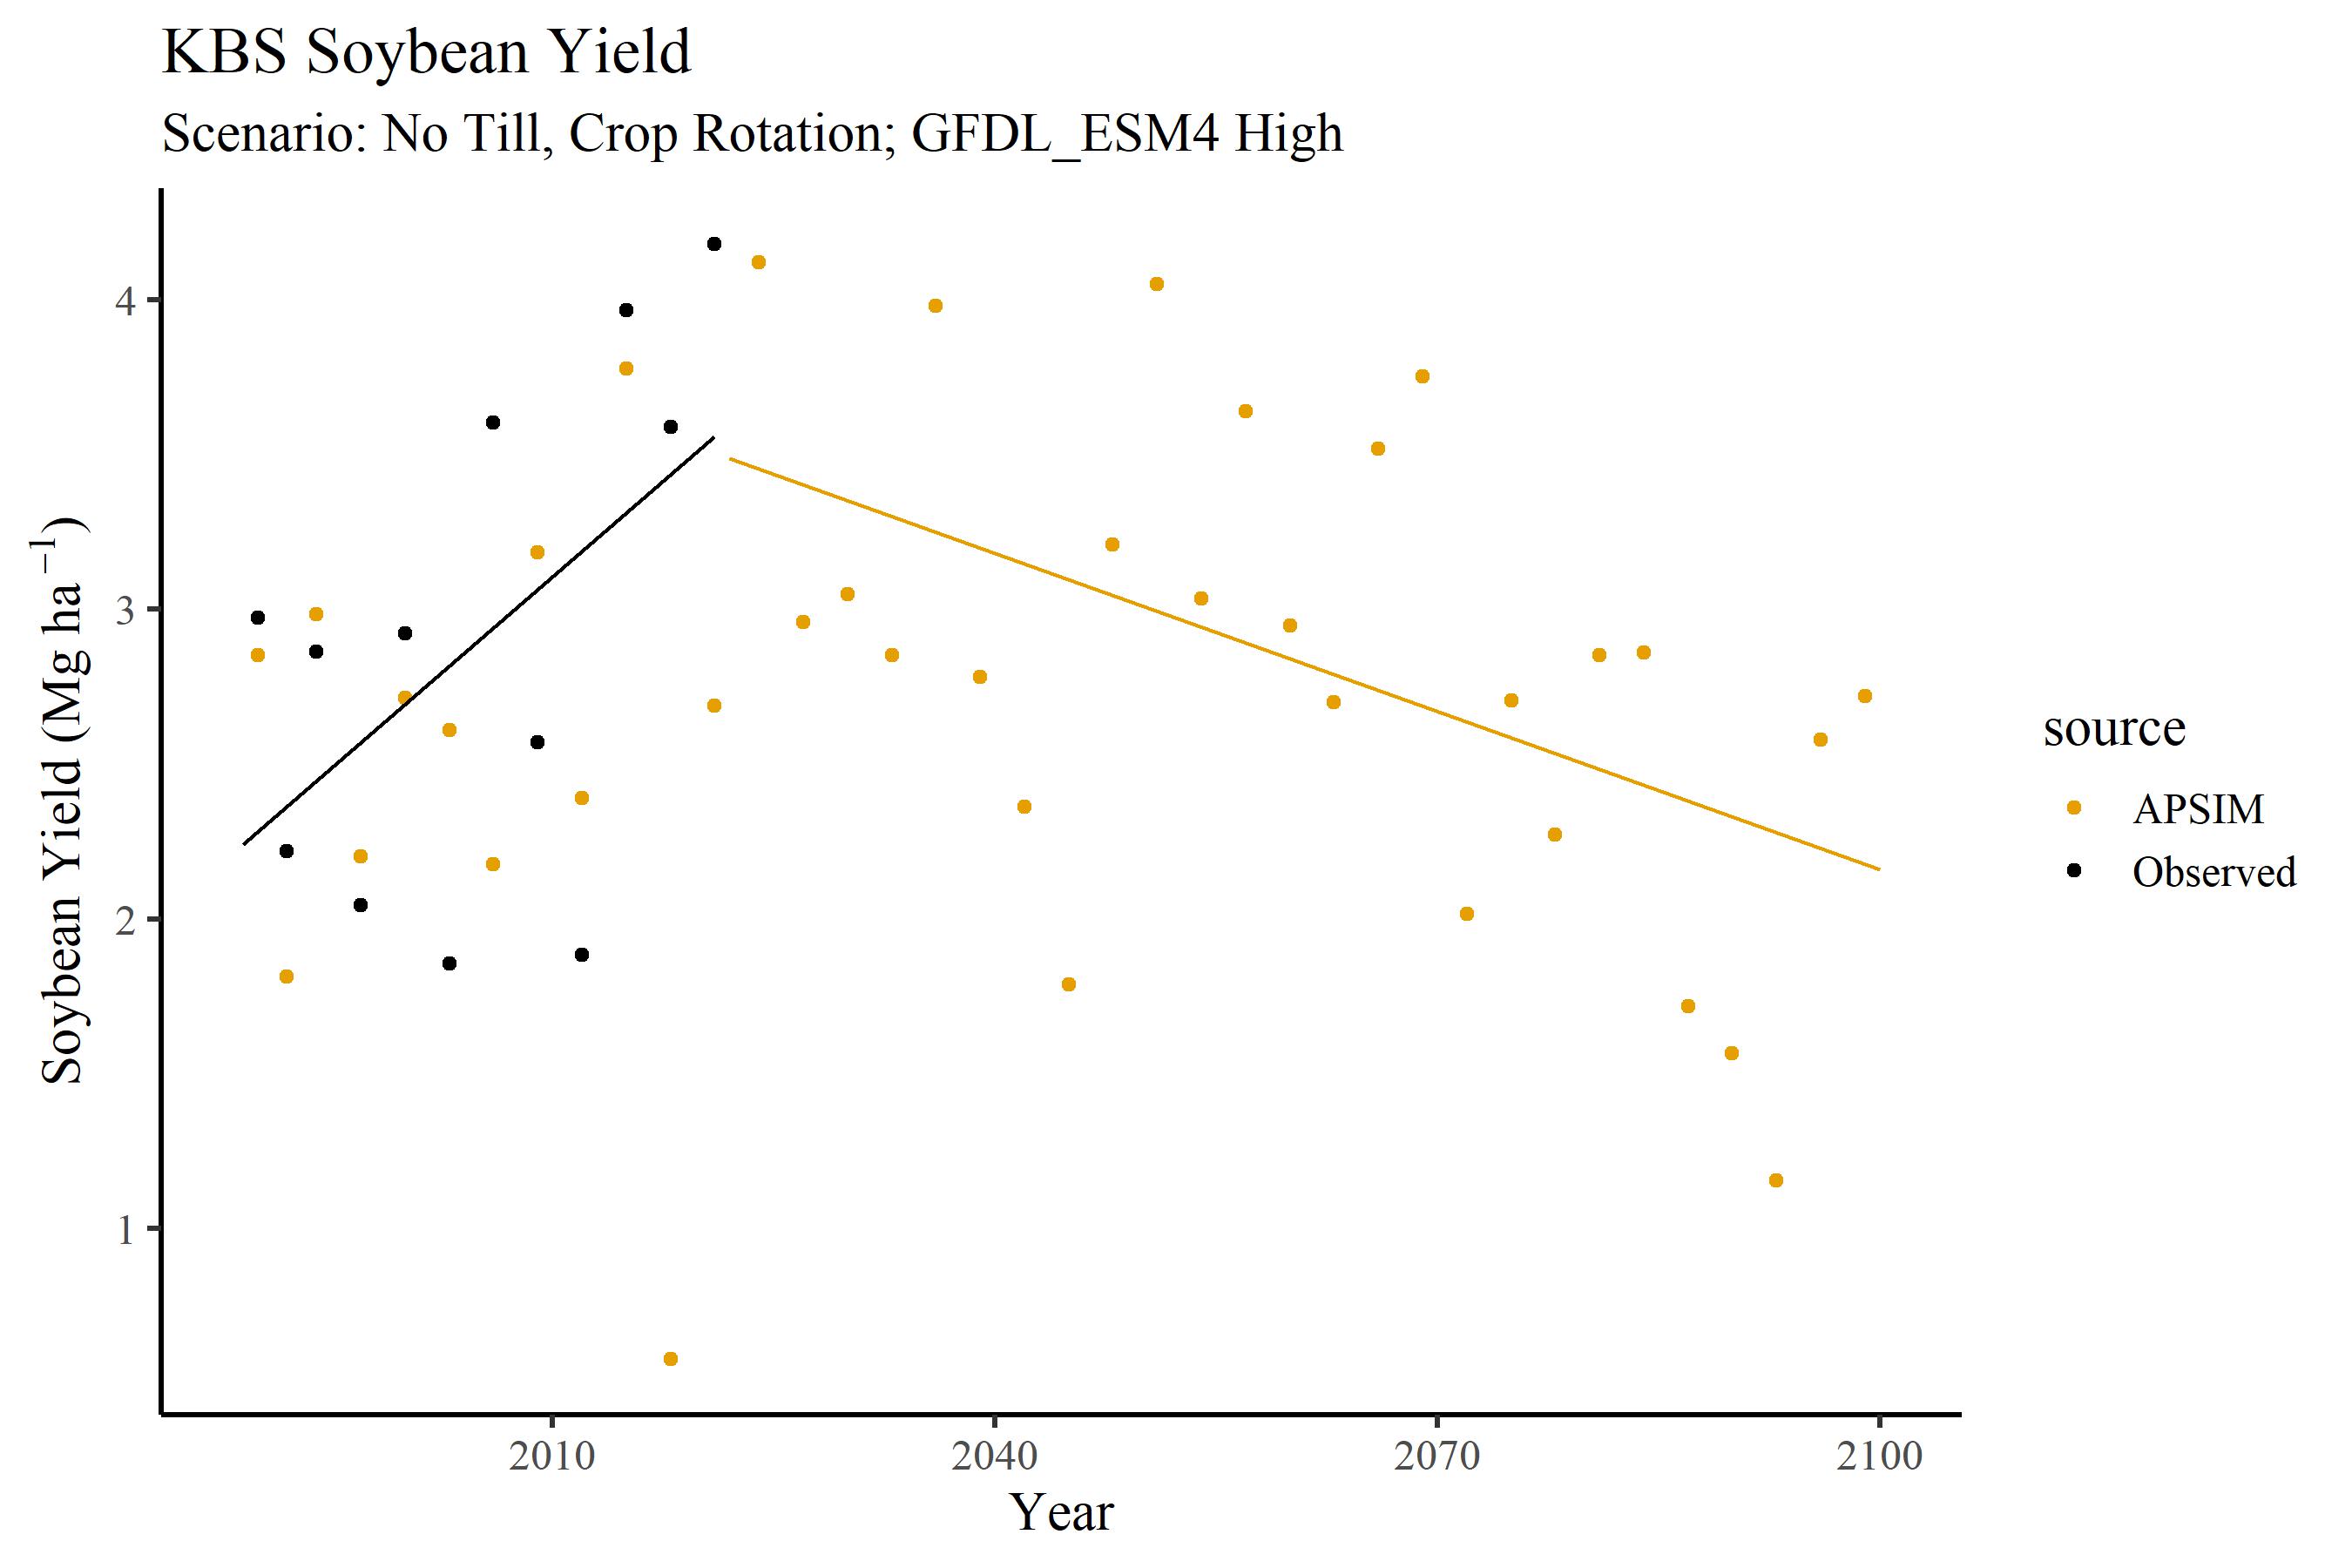 KBS Soybean Yield
Scenario: No Till, Crop Rotation; GFDL_ESM4 High
Soybean Yield (Mg ha⁻¹)
4
3
2
1
2010
2040
2070
2100
Year
source
APSIM
Observed